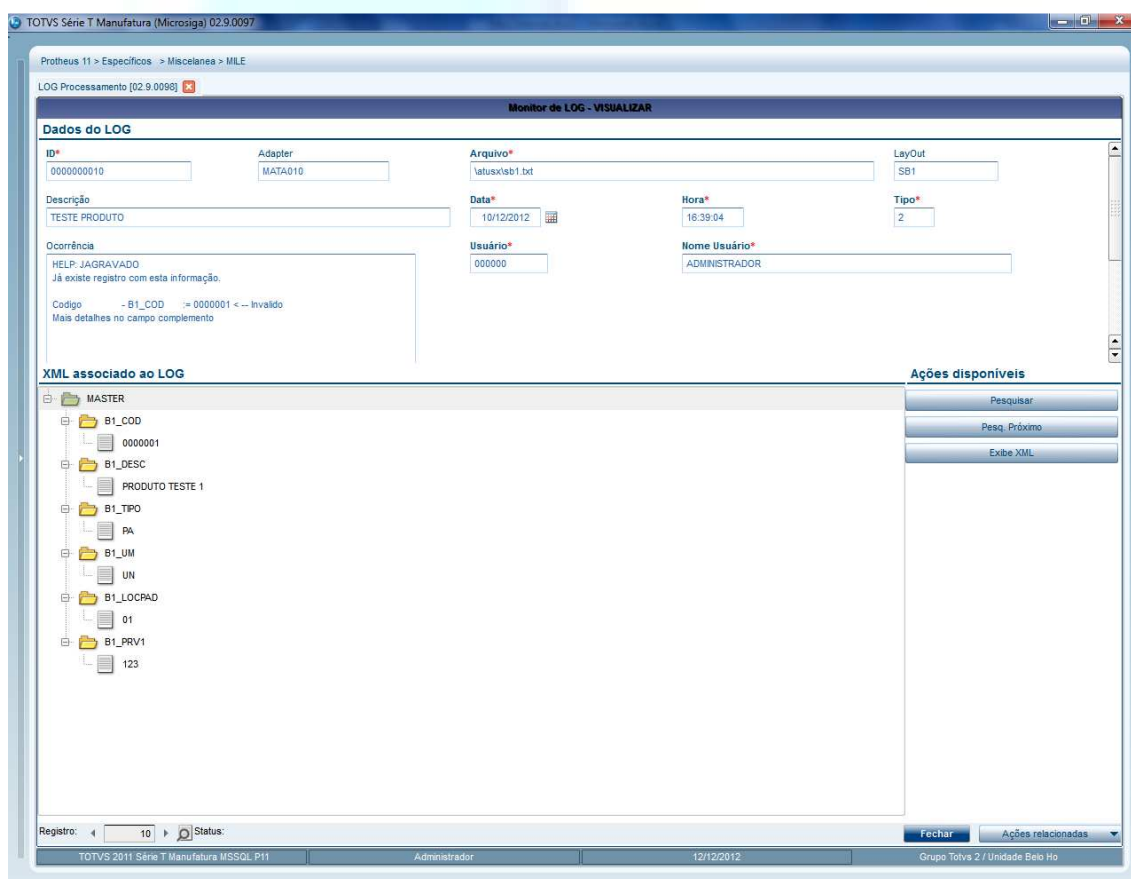 TOTVS Série T Manufatura (Microsiga) 02.9.0097
Protheus 11 > Específicos > Miscelanea > MILE
LOG Processamento [02.9.0098]
Monitor de LOG - VISUALIZAR
Dados do LOG
ID* Adapter Arquivo* LayOut
0000000010 MATA010 \atusx\sb1.txt SB1
Descrição Data* Hora* Tipo*
TESTE PRODUTO 10/12/2012 16:39:04 2
Ocorrência Usuário* Nome Usuário*
HELP: JAGRAVADO 000000 ADMINISTRADOR
Já existe registro com esta informação.
Codigo - B1_COD := 0000001 < -- Invalido
Mais detalhes no campo complemento
XML associado ao LOG Ações disponíveis
MASTER Pesquisar
B1_COD
Pesq. Próximo
0000001
Exibe XML
B1_DESC
PRODUTO TESTE 1
B1_TIPO
PA
B1_UM
UN
B1_LOCPAD
01
B1_PRV1
123
Registro: 10 Status: Fechar Ações relacionadas
TOTVS 2011 Série T Manufatura MSSQL P11 Administrador 12/12/2012 Grupo Totvs 2 / Unidade Belo Ho